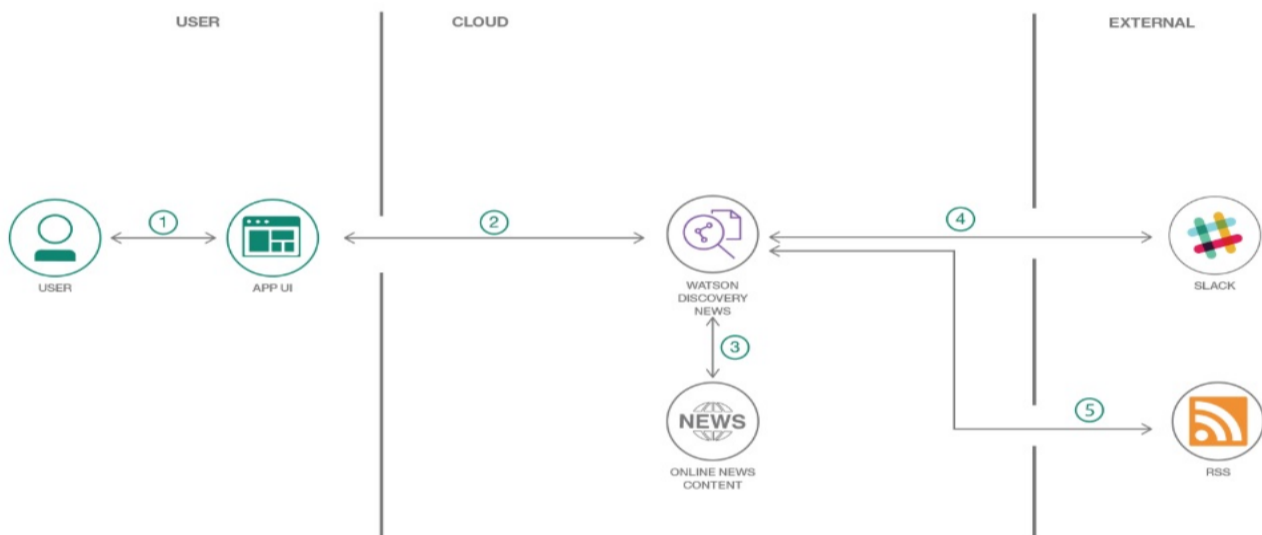 USER
CLOUD
EXTERNAL
1
2
4
USER
APP UI
WATSON
DISCOVERY
NEWS
SLACK
3
NEWS
5
ONLINE NEWS
CONTENT
RSS